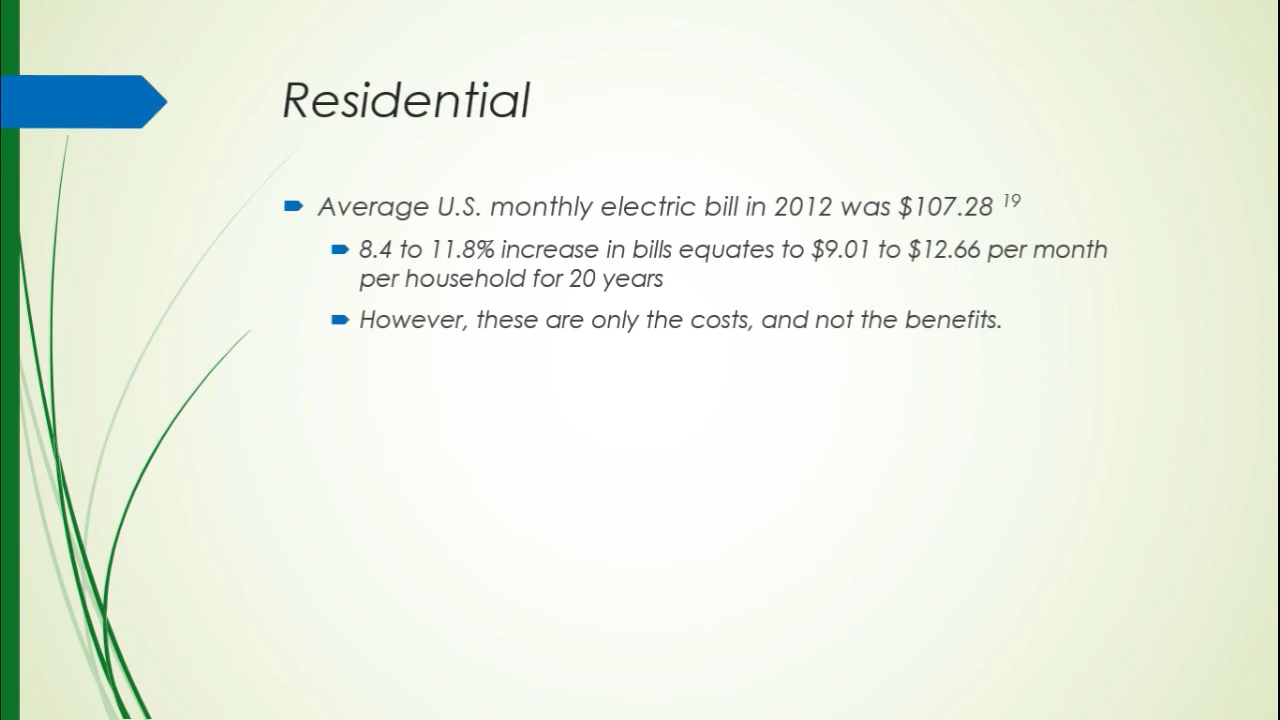 Residential
Average U.S. monthly electric bill in 2012 was $107.28 19
8.4 to 11.8% increase in bills equates to $9.01 to $12.66 per month
per household for 20 years
However, these are only the costs, and not the benefits.